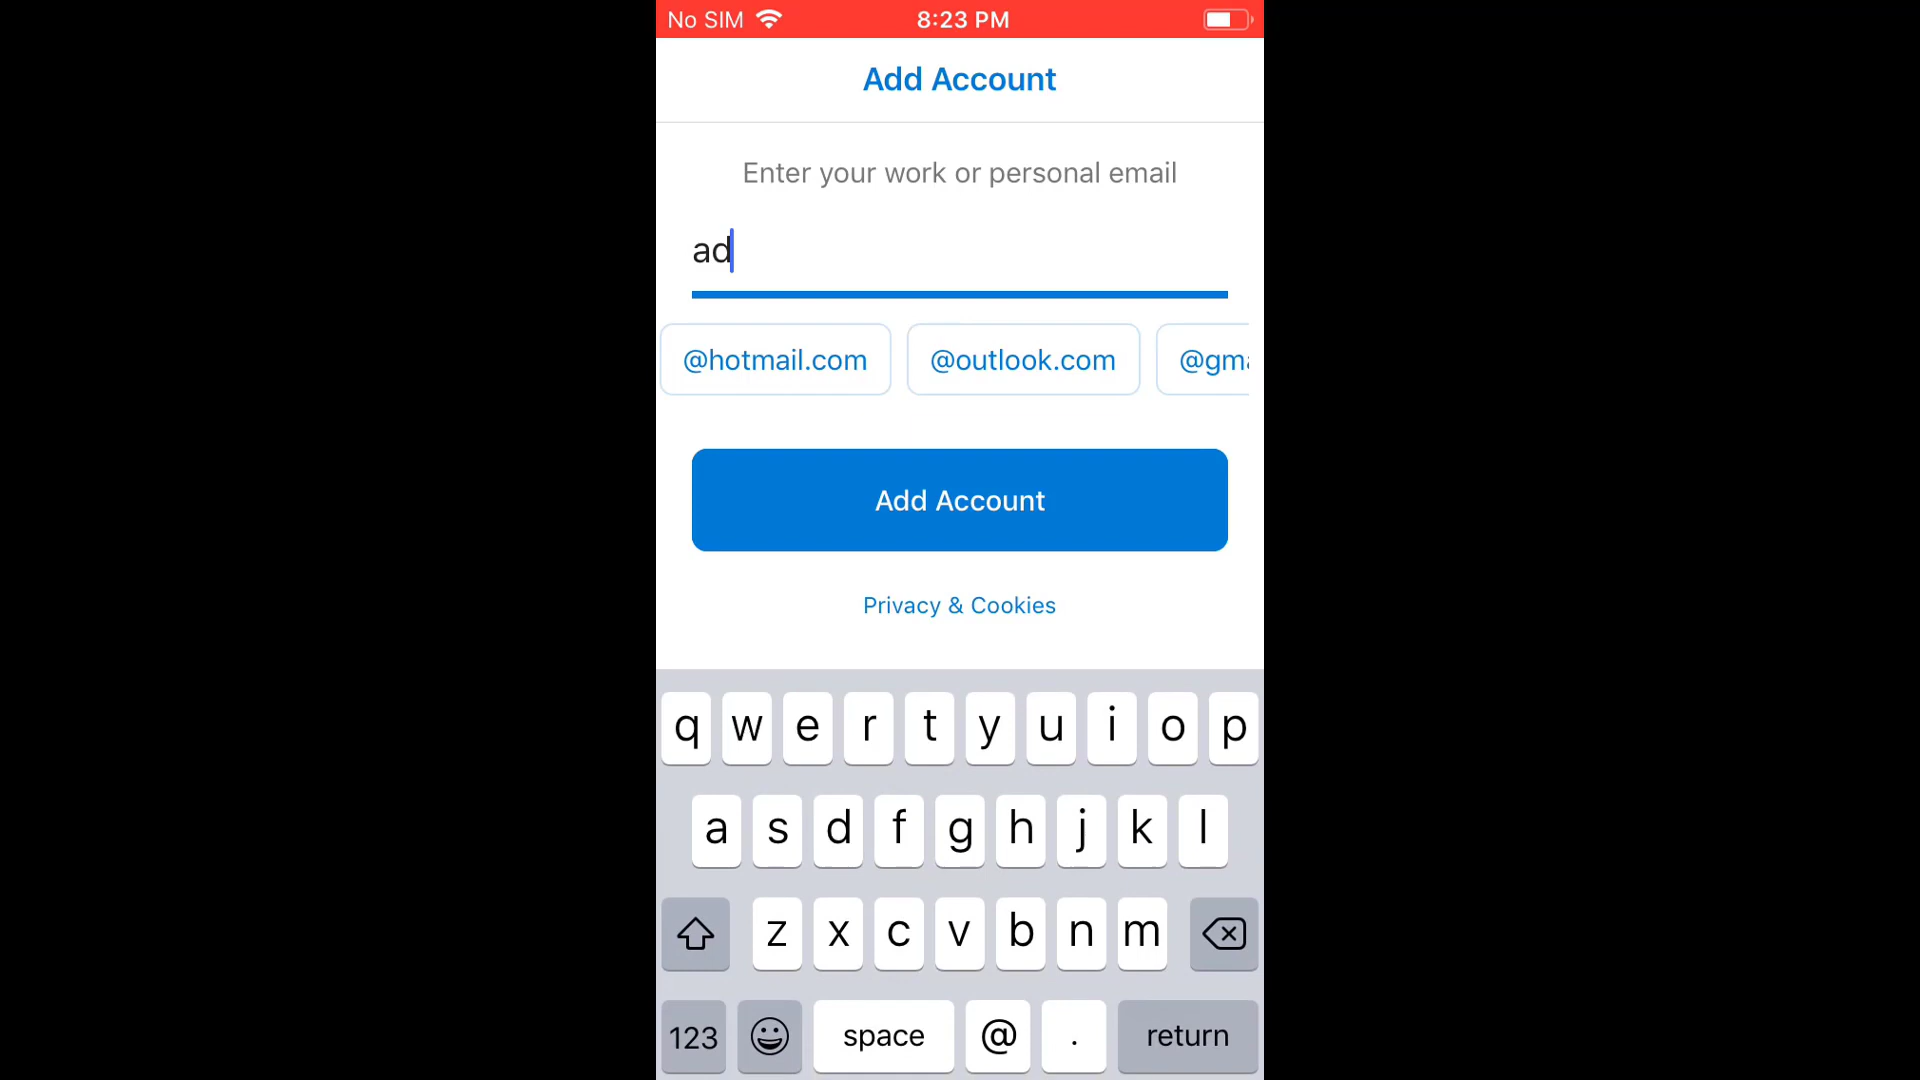 No SIM 8:23 PM
Add Account
Enter your work or personal email
ad
@hotmail.com @outlook.com @gma
Add Account
Privacy & Cookies
q w e r t y u i o p
a s d f g h j k l
z x c v b n m
123 space @ . return